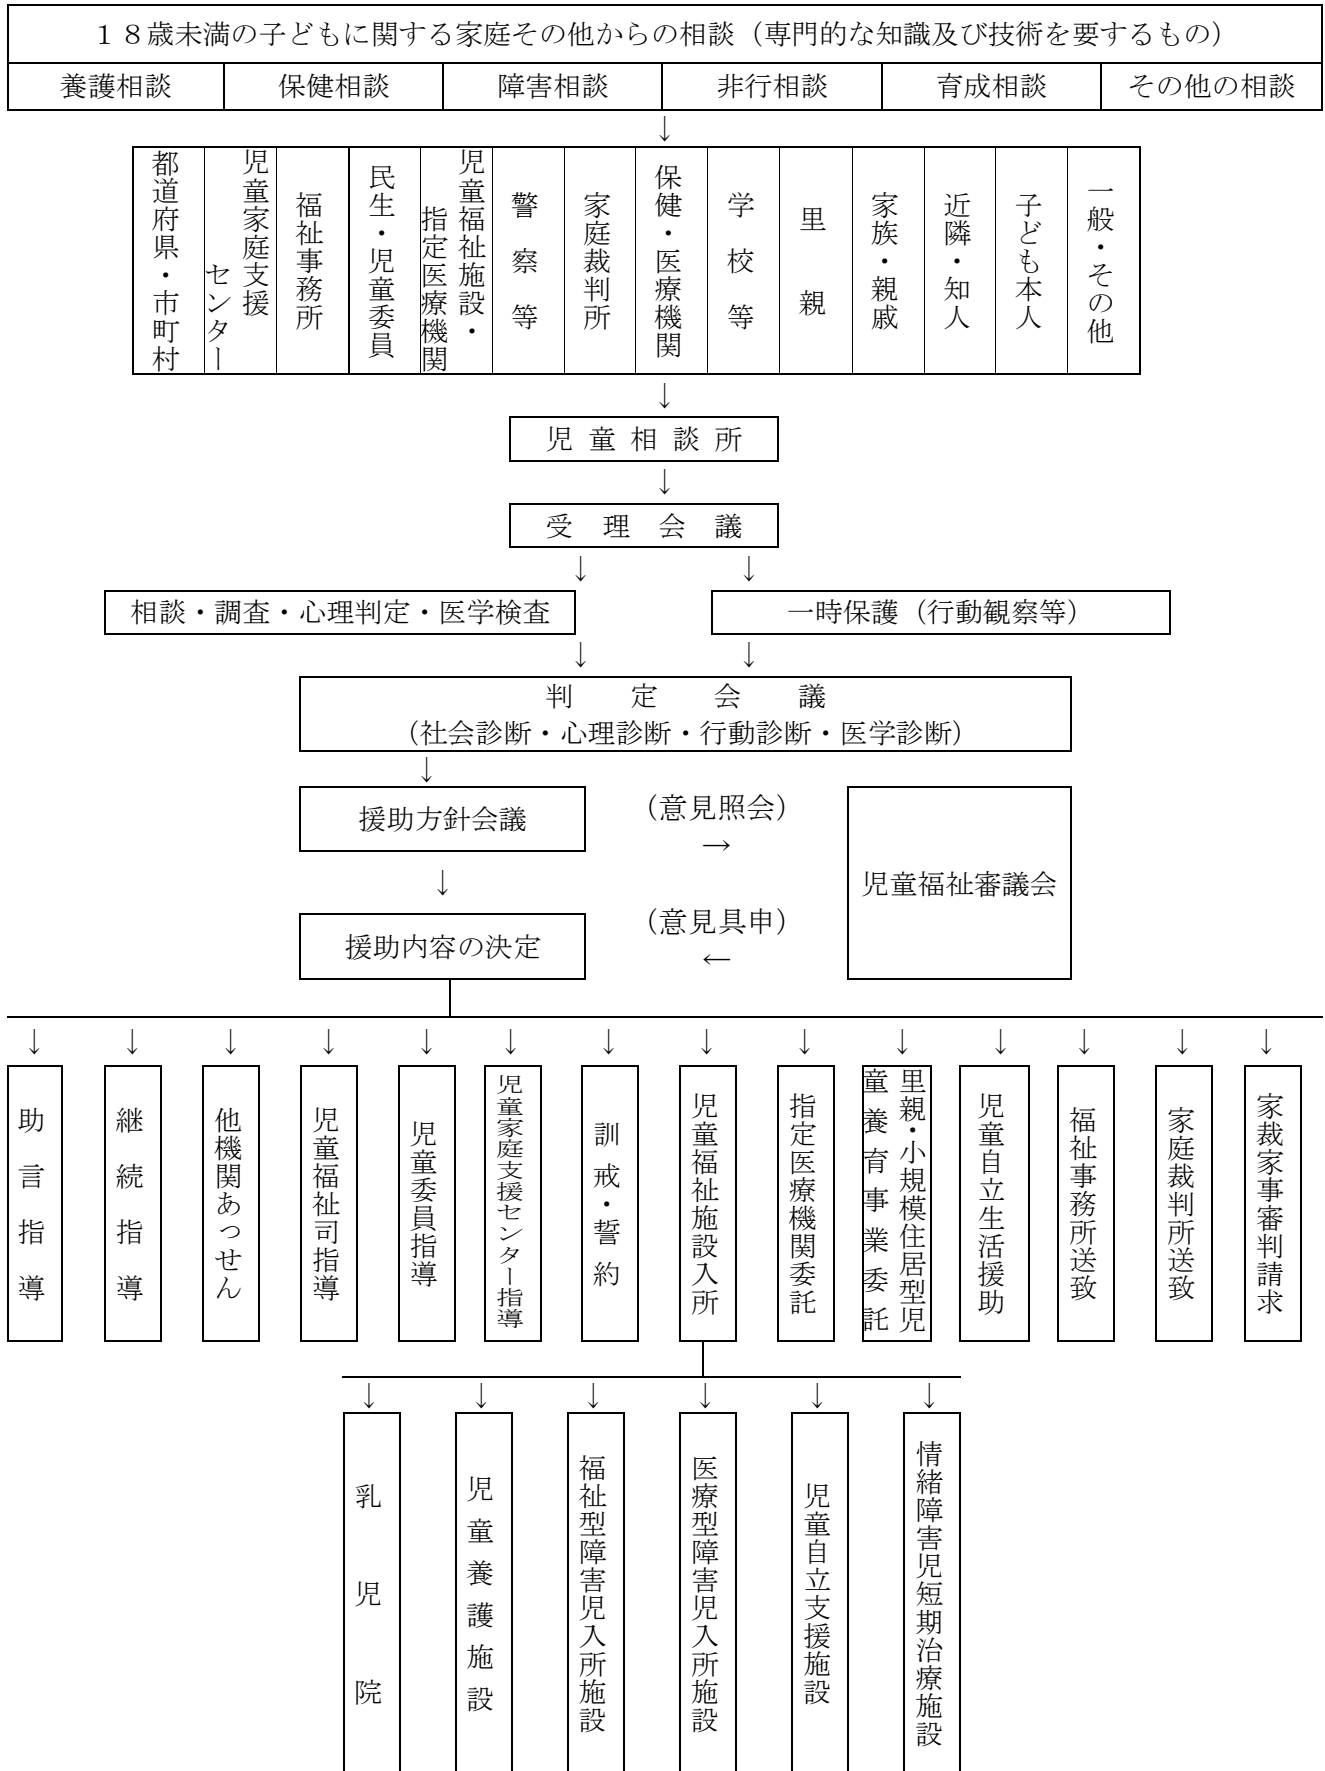 １８歳未満の子どもに関する家庭その他からの相談（専門的な知識及び技術を要するもの）
養護相談
保健相談
障害相談
非行相談
育成相談
その他の相談
↓
都道府県・市町村
児童家庭支援
センター
福祉事務所
民生・児童委員
児童福祉施設・
指定医療機関
警察等
家庭裁判所
保健・医療機関
学校等
里親
家族・親戚
近隣・知人
子ども本人
一般・その他
↓
児童相談所
↓
受理会議
↓ ↓
相談・調査・心理判定・医学検査
一時保護（行動観察等）
↓ ↓
判定会議
（社会診断・心理診断・行動診断・医学診断）
↓
援助方針会議
（意見照会）
→
児童福祉審議会
↓
援助内容の決定
（意見具申）
←
↓ ↓ ↓ ↓ ↓ ↓ ↓ ↓ ↓ ↓ ↓ ↓ ↓ ↓
助言指導
継続指導
他機関あっせん
児童福祉司指導
児童委員指導
児童家庭支援センター指導
訓戒・誓約
児童福祉施設入所
指定医療機関委託
里親・小規模住居型児
童養育事業委託
児童自立生活援助
福祉事務所送致
家庭裁判所送致
家裁家事審判請求
↓ ↓ ↓ ↓ ↓ ↓
乳児院
児童養護施設
福祉型障害児入所施設
医療型障害児入所施設
児童自立支援施設
情緒障害児短期治療施設